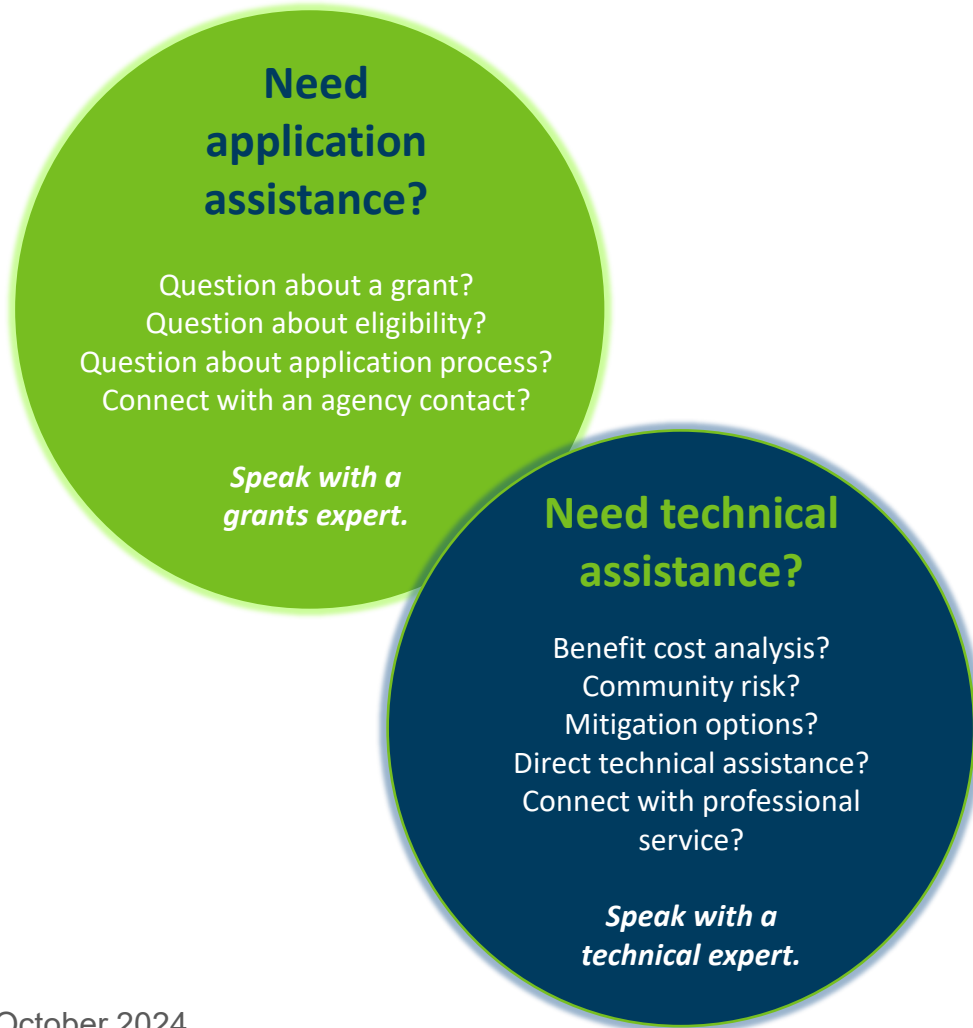 Need
application
assistance?
Question about a grant?
Question about eligibility?
Question about application process?
Connect with an agency contact?
Speak with a
grants expert.
Need technical
assistance?
Benefit cost analysis?
Community risk?
Mitigation options?
Direct technical assistance?
Connect with professional
service?
Speak with a
technical expert.
October 2024